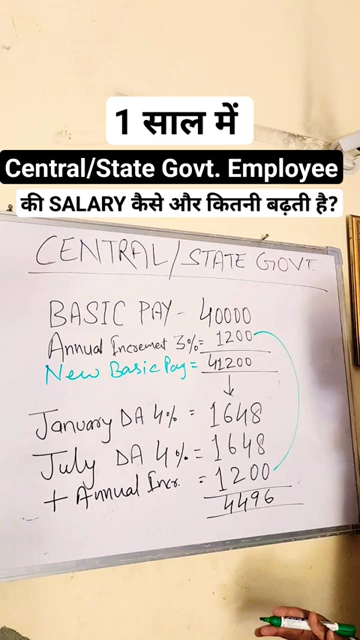 1 साल में
Central/State Govt. Employee
की SALARY कैसे और कितनी बढ़ती है?
CENTRAL/STATE GOVT.
BASIC PAY - 40000
Annual Increment 3% = 1200
New Basic Pay = 41200
January DA 4% = 1648
July DA 4% = 1648
+ Annual Incr. = 1200
4496